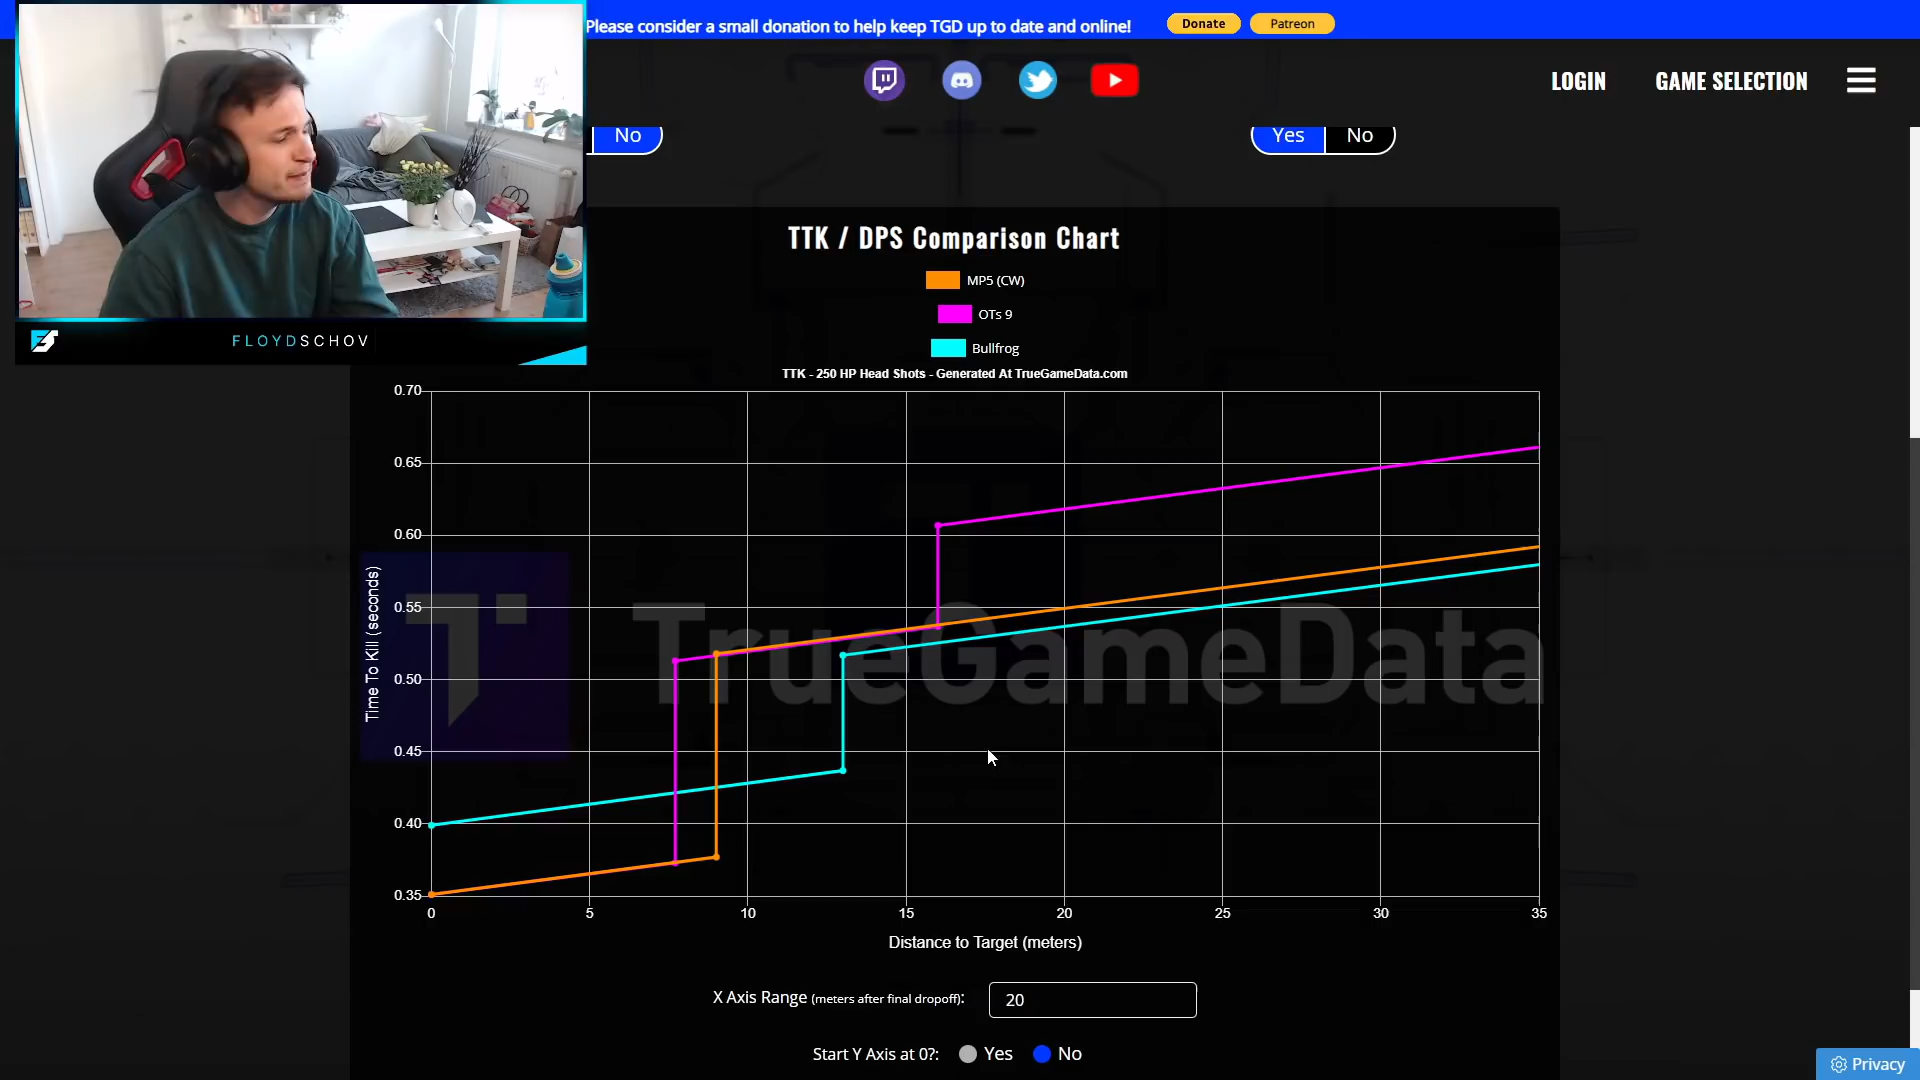 Please consider a small donation to help keep TGD up to date and online!
Donate
Patreon
LOGIN
GAME SELECTION
No
Yes
No
FLOYDSCHOV
TTK / DPS Comparison Chart
MP5 (CW)
OTs 9
Bullfrog
TTK - 250 HP Head Shots - Generated At TrueGameData.com
0.70
0.65
0.60
0.55
0.50
0.45
0.40
0.35
Time To Kill (seconds)
TrueGameData
0 5 10 15 20 25 30 35
Distance to Target (meters)
X Axis Range (meters after final dropoff): 20
Start Y Axis at 0?: Yes No
Privacy